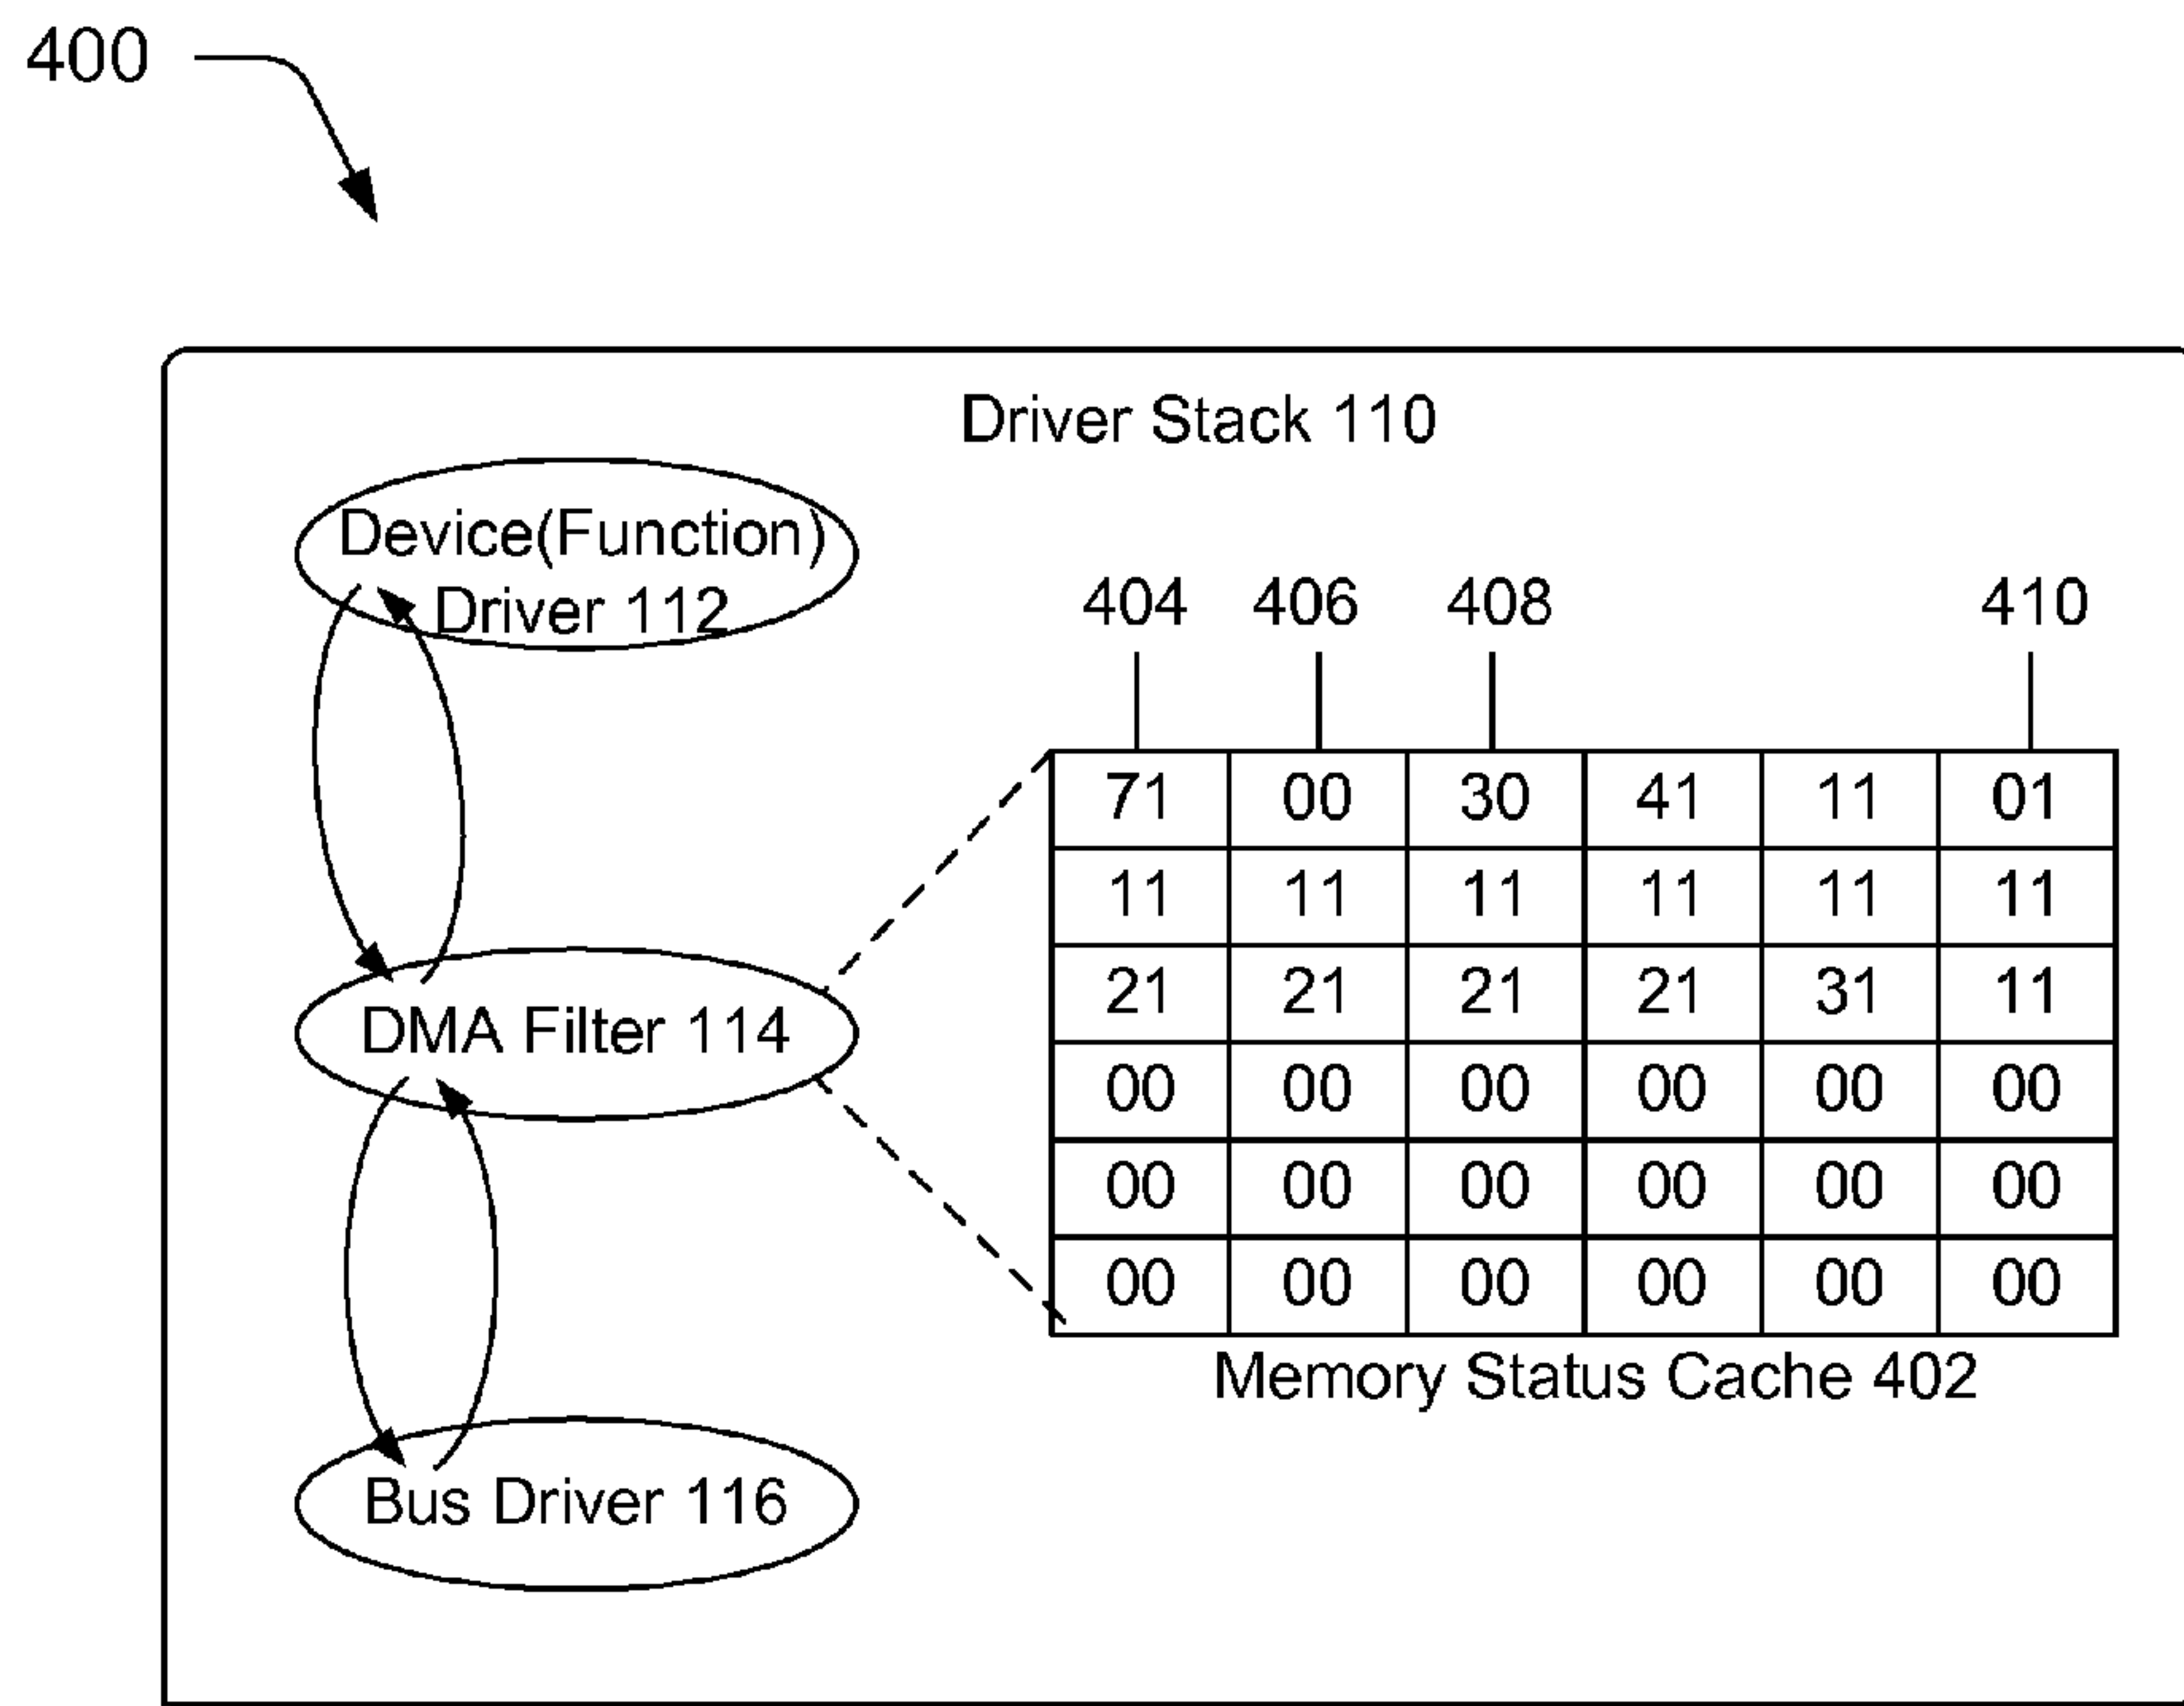 400
Driver Stack 110
Device(Function)
Driver 112
404 406 408 410
71 00 30 41 11 01
11 11 11 11 11 11
21 21 21 21 31 11
DMA Filter 114
00 00 00 00 00 00
00 00 00 00 00 00
00 00 00 00 00 00
Memory Status Cache 402
Bus Driver 116